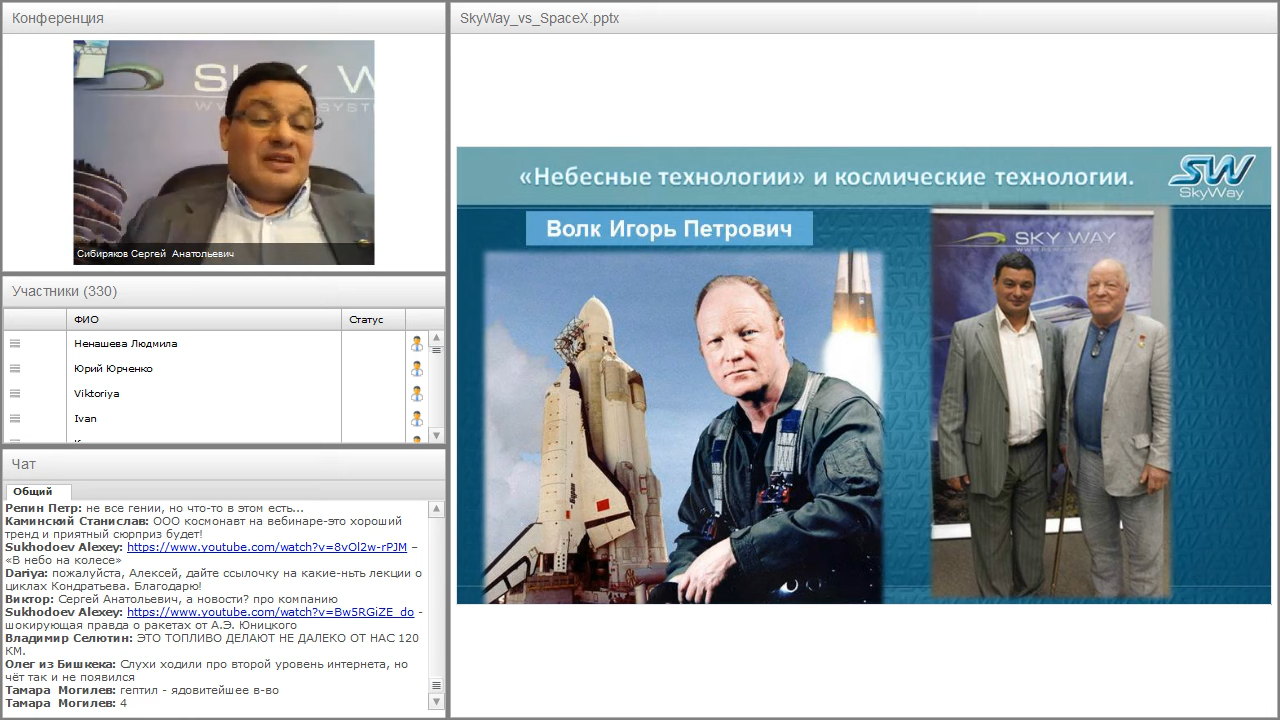 Конференция
SKY W
Сибиряков Сергей Анатольевич
Участники (330)
ФИО
Статус
Ненашева Людмила
Юрий Юрченко
Viktoriya
Ivan
Чат
Общий
Репин Петр: не все гении, но что-то в этом есть...
Каминский Станислав: ООО космонавт на вебинаре-это хороший
тренд и приятный сюрприз будет!
Sukhodoev Alexey: https://www.youtube.com/watch?v=8vOl2w-rPJM –
«В небо на колесе»
Dariya: пожалуйста, Алексей, дайте ссылочку на какие-ньть лекции о
циклах Кондратьева. Благодарю!
Виктор: Сергей Анатольевич, а новости? про компанию
Sukhodoev Alexey: https://www.youtube.com/watch?v=Bw5RGiZE_do -
шокирующая правда о ракетах от А.Э. Юницкого
Владимир Селютин: ЭТО ТОПЛИВО ДЕЛАЮТ НЕ ДАЛЕКО ОТ НАС 120
КМ.
Олег из Бишкека: Слухи ходили про второй уровень интернета, но
чёт так и не появился
Тамара Могилев: гептил - ядовитейшее в-во
Тамара Могилев: 4
SkyWay_vs_SpaceX.pptx
«Небесные технологии» и космические технологии.
SW
SkyWay
Волк Игорь Петрович
SKY WAY
Буран